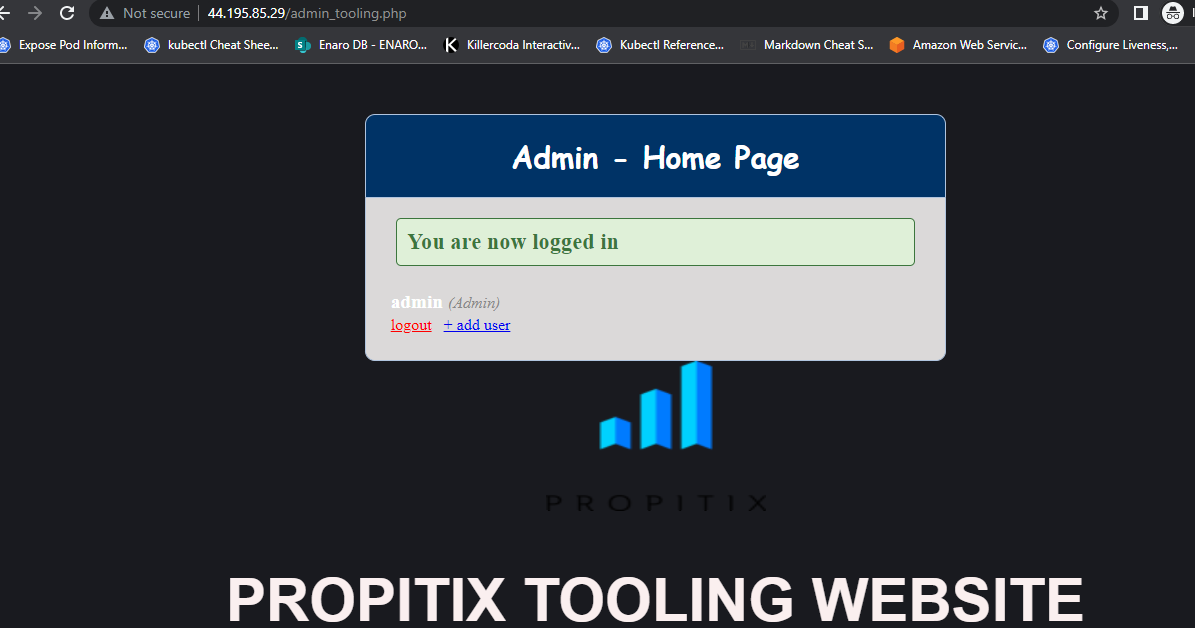 Not secure 44.195.85.29/admin_tooling.php
Expose Pod Inform... kubectl Cheat Shee... Enaro DB - ENARO... Killercoda Interactiv... Kubectl Reference... Markdown Cheat S... Amazon Web Servic... Configure Liveness,...
Admin - Home Page
You are now logged in
admin (Admin)
logout + add user
PROPITIX
PROPITIX TOOLING WEBSITE